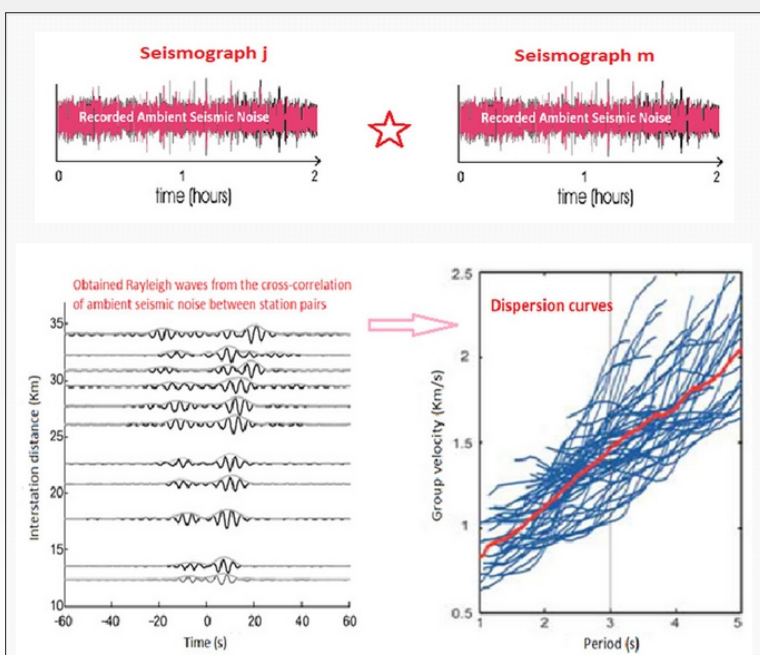 Seismograph j
Seismograph m
Recorded Ambient Seismic Noise
Recorded Ambient Seismic Noise
0 1 2
time (hours)
0 1 2
time (hours)
Obtained Rayleigh waves from the cross-correlation
of ambient seismic noise between station pairs
35
30
25
20
15
10
Interstation distance (Km)
-60 -40 -20 0 20 40 60
Time (s)
Dispersion curves
2.5
2
1.5
1
0.5
Group velocity (Km/s)
1 2 3 4 5
Period (s)